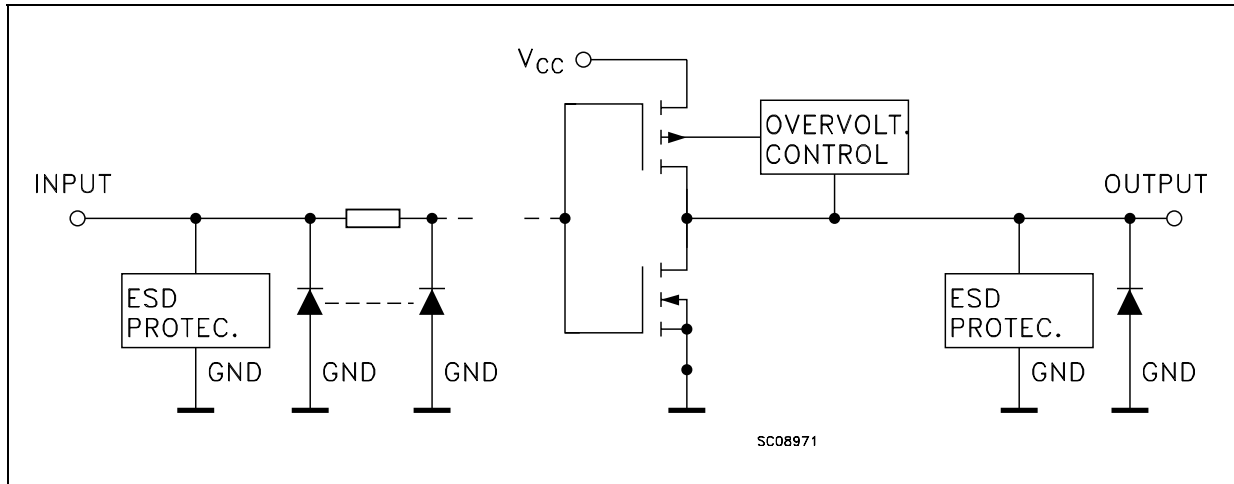 VCC
OVERVOLT.
CONTROL
INPUT
OUTPUT
ESD
PROTEC.
GND
GND
GND
ESD
PROTEC.
GND
GND
SC08971